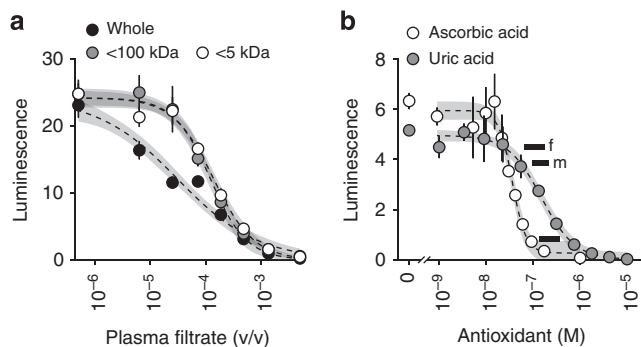 a
Whole
<100 kDa
<5 kDa
Luminescence
30
20
10
0
10⁻⁶
10⁻⁵
10⁻⁴
10⁻³
Plasma filtrate (v/v)
b
Ascorbic acid
Uric acid
Luminescence
8
6
4
2
0
f
m
0
10⁻⁹
10⁻⁸
10⁻⁷
10⁻⁶
10⁻⁵
Antioxidant (M)